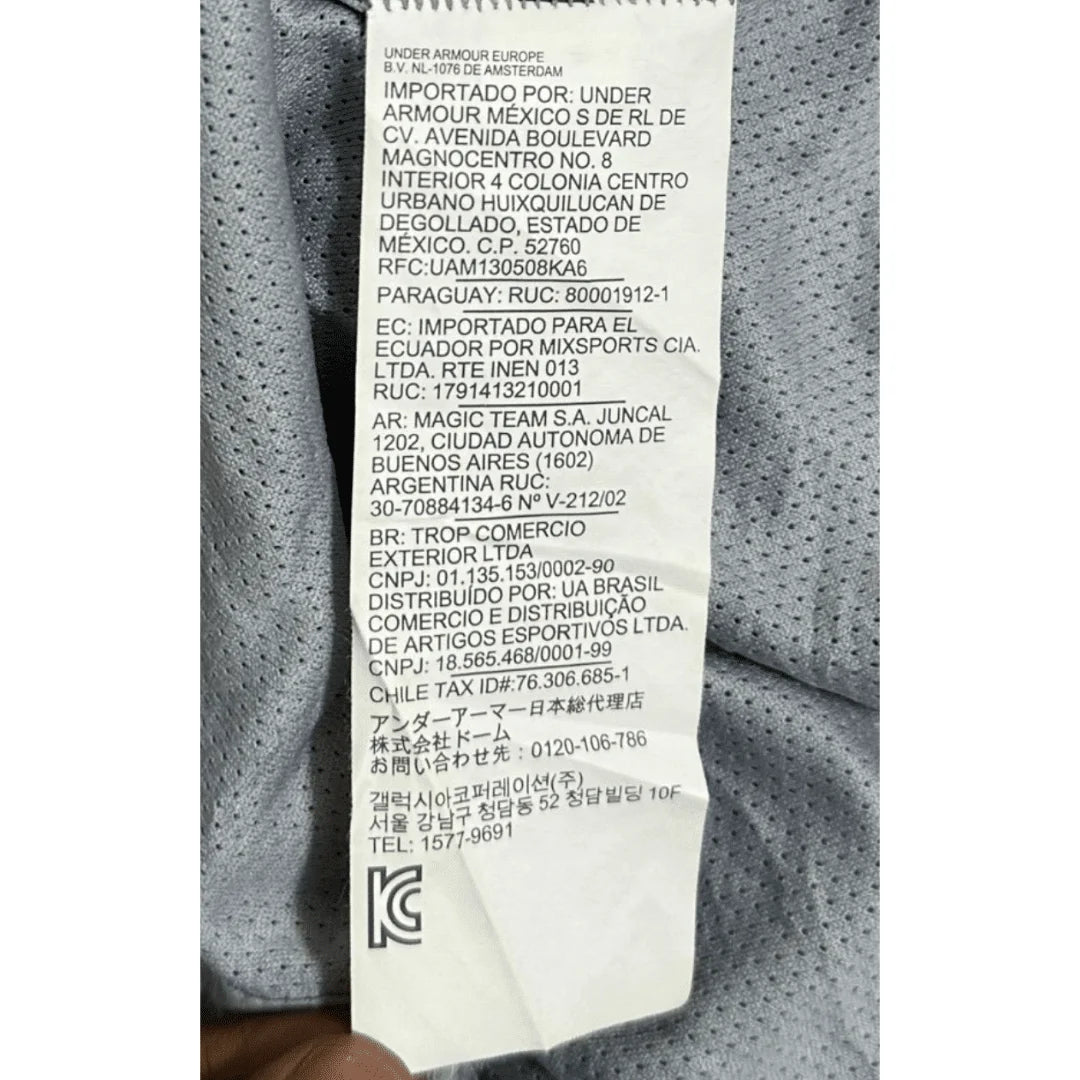 UNDER ARMOUR EUROPE
B.V. NL-1076 DE AMSTERDAM
IMPORTADO POR: UNDER
ARMOUR MÉXICO S DE RL DE
CV. AVENIDA BOULEVARD
MAGNOCENTRO NO. 8
INTERIOR 4 COLONIA CENTRO
URBANO HUIXQUILUCAN DE
DEGOLLADO, ESTADO DE
MÉXICO. C.P. 52760
RFC:UAM130508KA6
PARAGUAY: RUC: 80001912-1
EC: IMPORTADO PARA EL
ECUADOR POR MIXSPORTS CIA.
LTDA. RTE INEN 013
RUC: 1791413210001
AR: MAGIC TEAM S.A. JUNCAL
1202, CIUDAD AUTONOMA DE
BUENOS AIRES (1602)
ARGENTINA RUC:
30-70884134-6 Nº V-212/02
BR: TROP COMERCIO
EXTERIOR LTDA
CNPJ: 01.135.153/0002-90
DISTRIBUÍDO POR: UA BRASIL
COMERCIO E DISTRIBUIÇÃO
DE ARTIGOS ESPORTIVOS LTDA.
CNPJ: 18.565.468/0001-99
CHILE TAX ID#:76.306.685-1
アンダーアーマー日本総代理店
株式会社ドーム
お問い合わせ先：0120-106-786
갤럭시아코퍼레이션(주)
서울 강남구 청담동 52 청담빌딩 10F
TEL: 1577-9691
KC